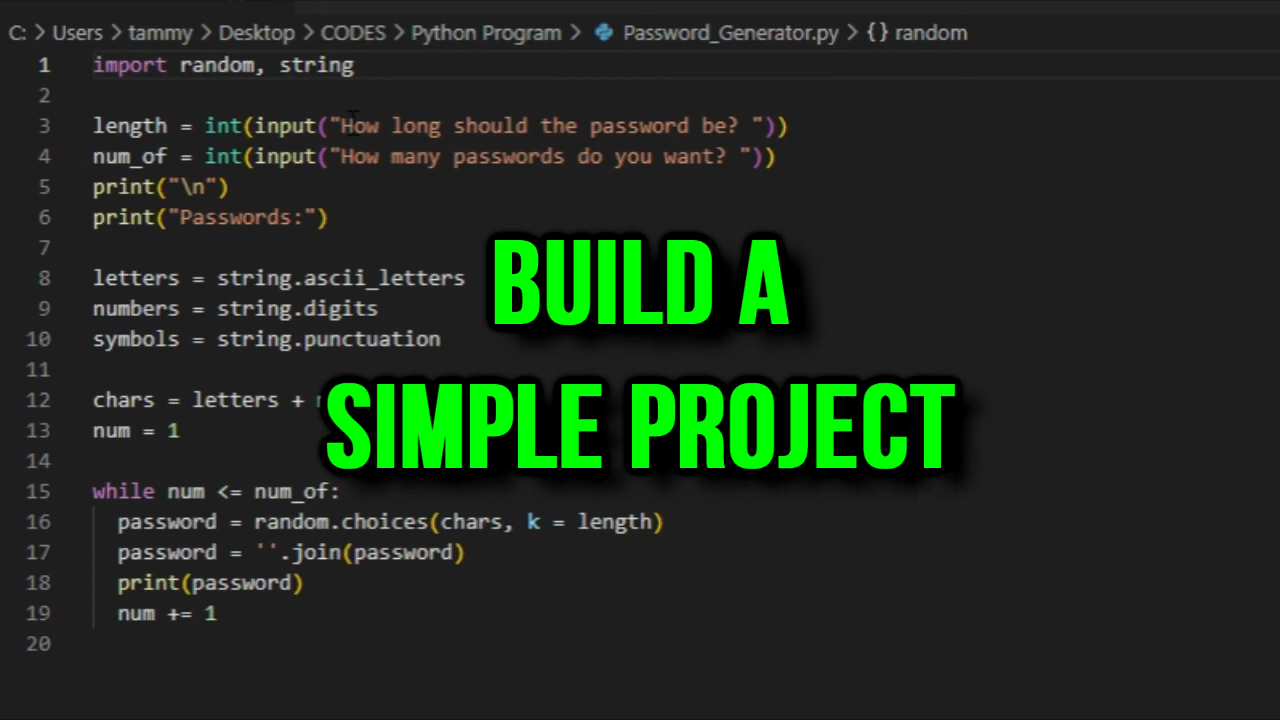 C: > Users > tammy > Desktop > CODES > Python Program > Password_Generator.py > {} random
1 import random, string
2
3 length = int(input("How long should the password be? "))
4 num_of = int(input("How many passwords do you want? "))
5 print("\n")
6 print("Passwords:")
7
8 letters = string.ascii_letters
9 numbers = string.digits
10 symbols = string.punctuation
11
12 chars = letters +
13 num = 1
14
15 while num <= num_of:
16 password = random.choices(chars, k = length)
17 password = ''.join(password)
18 print(password)
19 num += 1
20
BUILD A
SIMPLE PROJECT